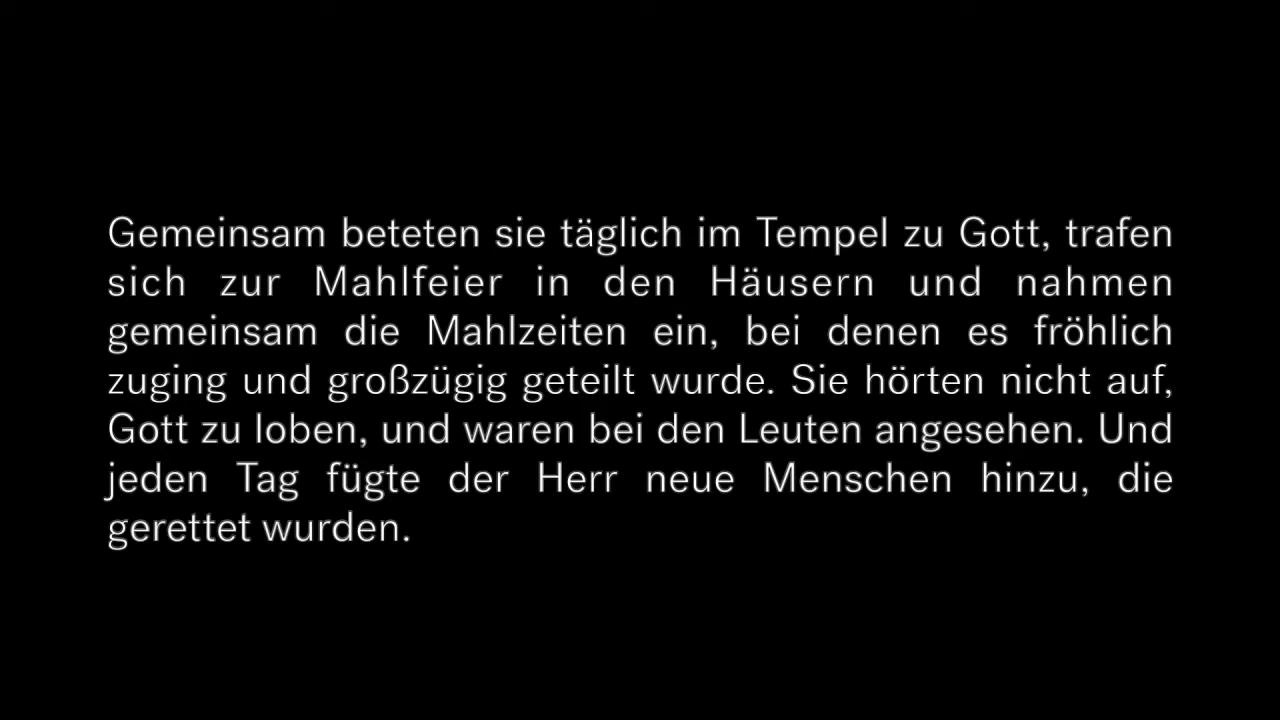 Gemeinsam beteten sie täglich im Tempel zu Gott, trafen
sich zur Mahlfeier in den Häusern und nahmen
gemeinsam die Mahlzeiten ein, bei denen es fröhlich
zuging und großzügig geteilt wurde. Sie hörten nicht auf,
Gott zu loben, und waren bei den Leuten angesehen. Und
jeden Tag fügte der Herr neue Menschen hinzu, die
gerettet wurden.